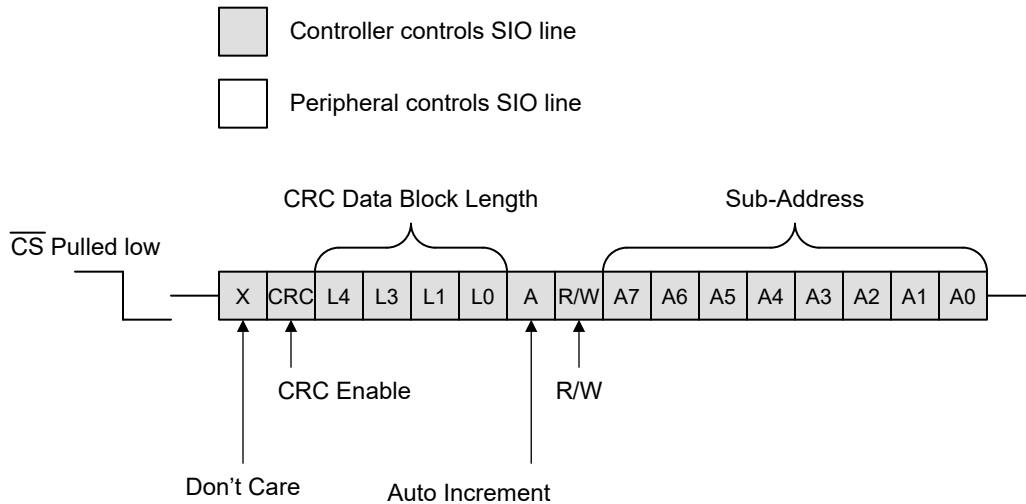 Controller controls SIO line
Peripheral controls SIO line
CRC Data Block Length
Sub-Address
CS Pulled low
X CRC L4 L3 L1 L0 A R/W A7 A6 A5 A4 A3 A2 A1 A0
CRC Enable
R/W
Don't Care
Auto Increment